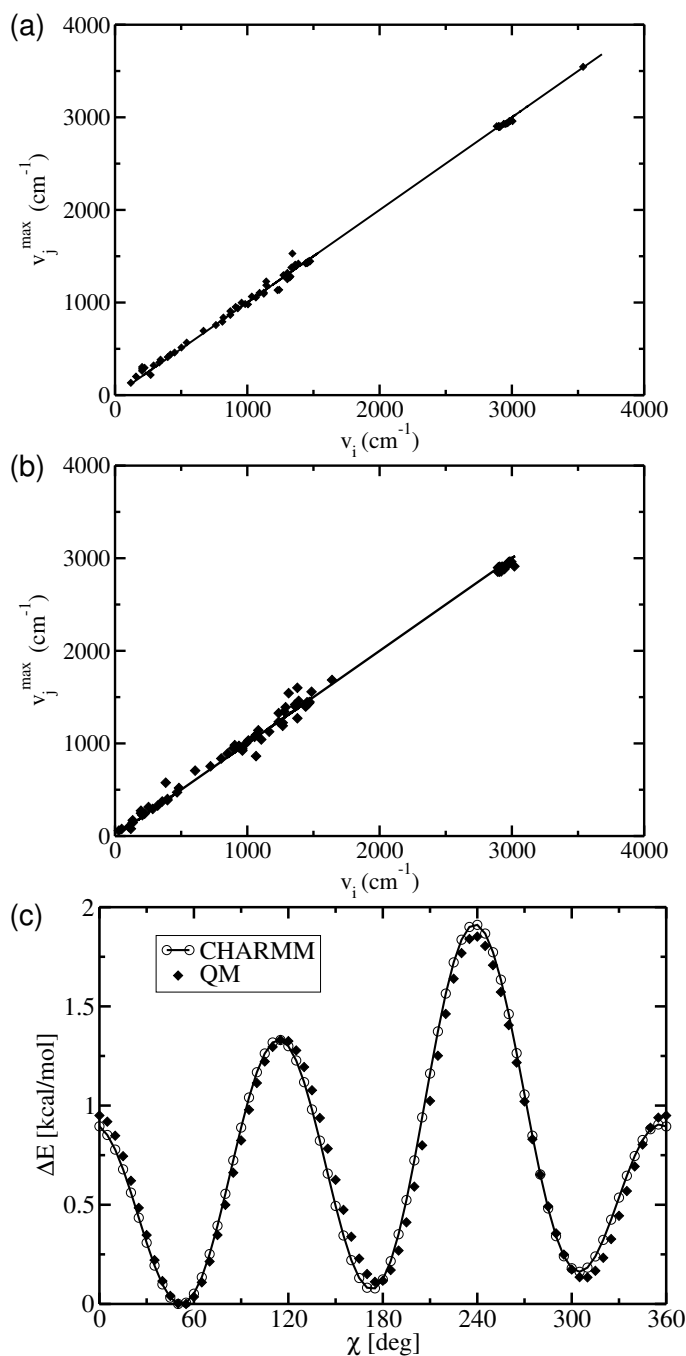 (a)
4000
3000
2000
1000
0
v_j^max (cm^-1)
0 1000 2000 3000 4000
v_i (cm^-1)
(b)
4000
3000
2000
1000
0
v_j^max (cm^-1)
0 1000 2000 3000 4000
v_i (cm^-1)
(c)
2
1.5
1
0.5
0
ΔE [kcal/mol]
CHARMM
QM
0 60 120 180 240 300 360
χ [deg]